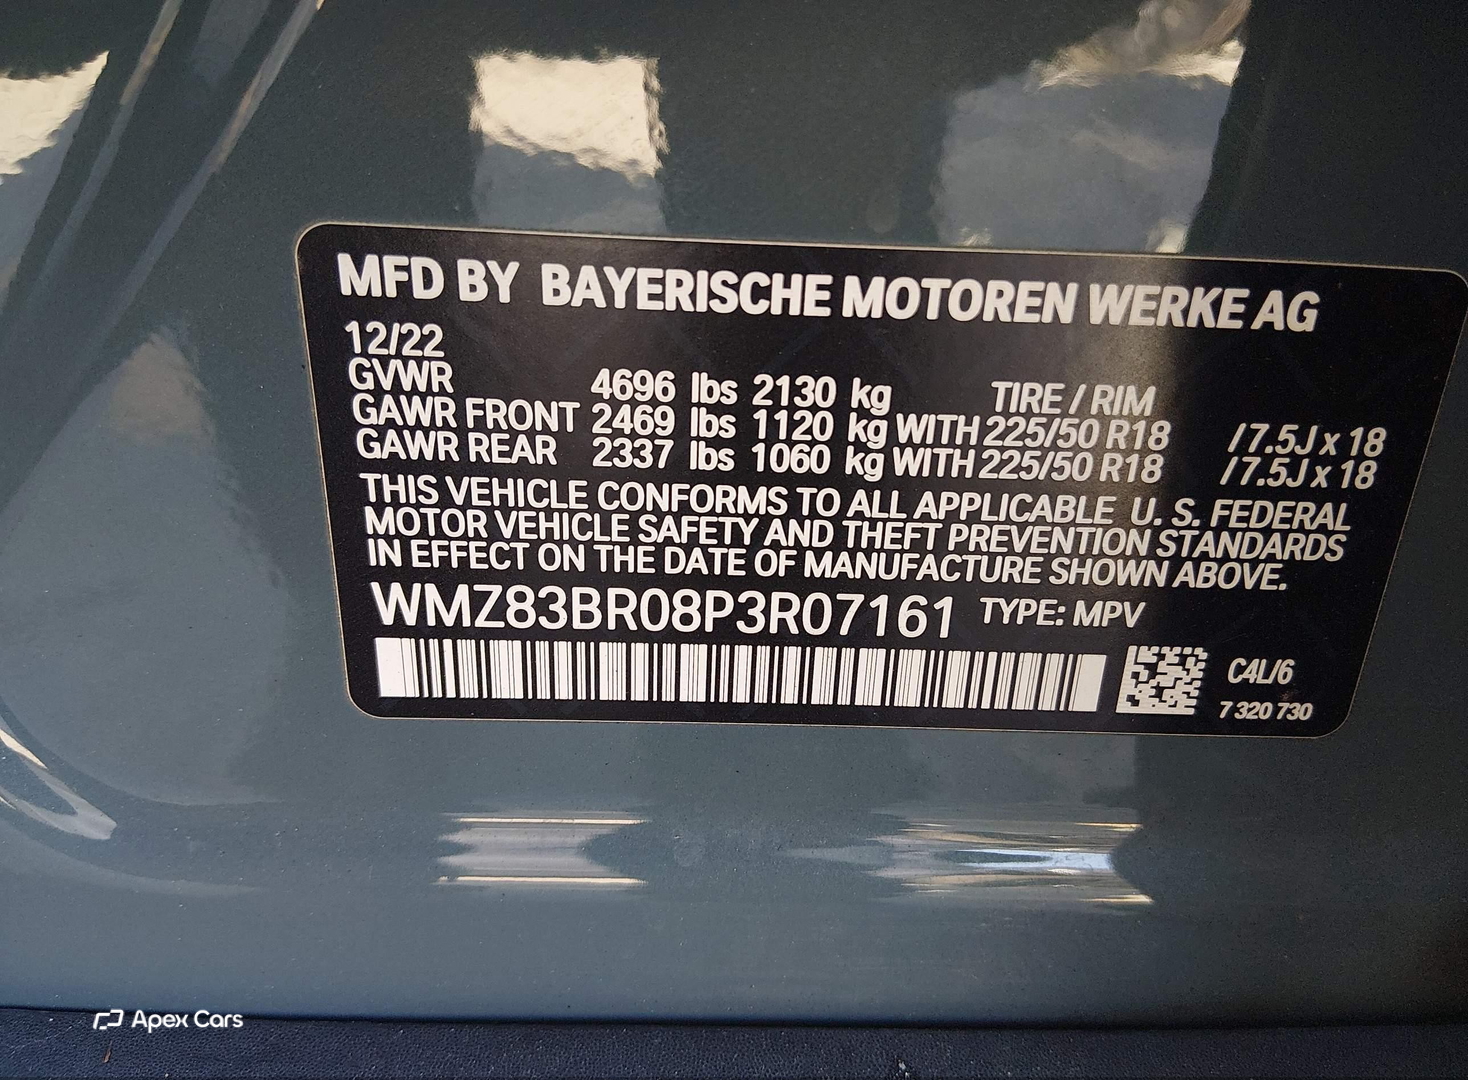 MFD BY BAYERISCHE MOTOREN WERKE AG
12/22
GVWR 4696 lbs 2130 kg TIRE / RIM
GAWR FRONT 2469 lbs 1120 kg WITH 225/50 R18 / 7.5J x 18
GAWR REAR 2337 lbs 1060 kg WITH 225/50 R18 / 7.5J x 18
THIS VEHICLE CONFORMS TO ALL APPLICABLE U. S. FEDERAL
MOTOR VEHICLE SAFETY AND THEFT PREVENTION STANDARDS
IN EFFECT ON THE DATE OF MANUFACTURE SHOWN ABOVE.
WMZ83BR08P3R07161 TYPE: MPV
C4L/6
7 320 730
Apex Cars